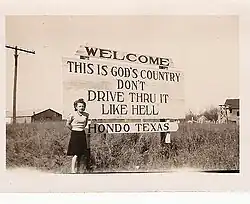 WELCOME
THIS IS GOD'S COUNTRY
DON'T
DRIVE THRU IT
LIKE HELL
HONDO TEXAS